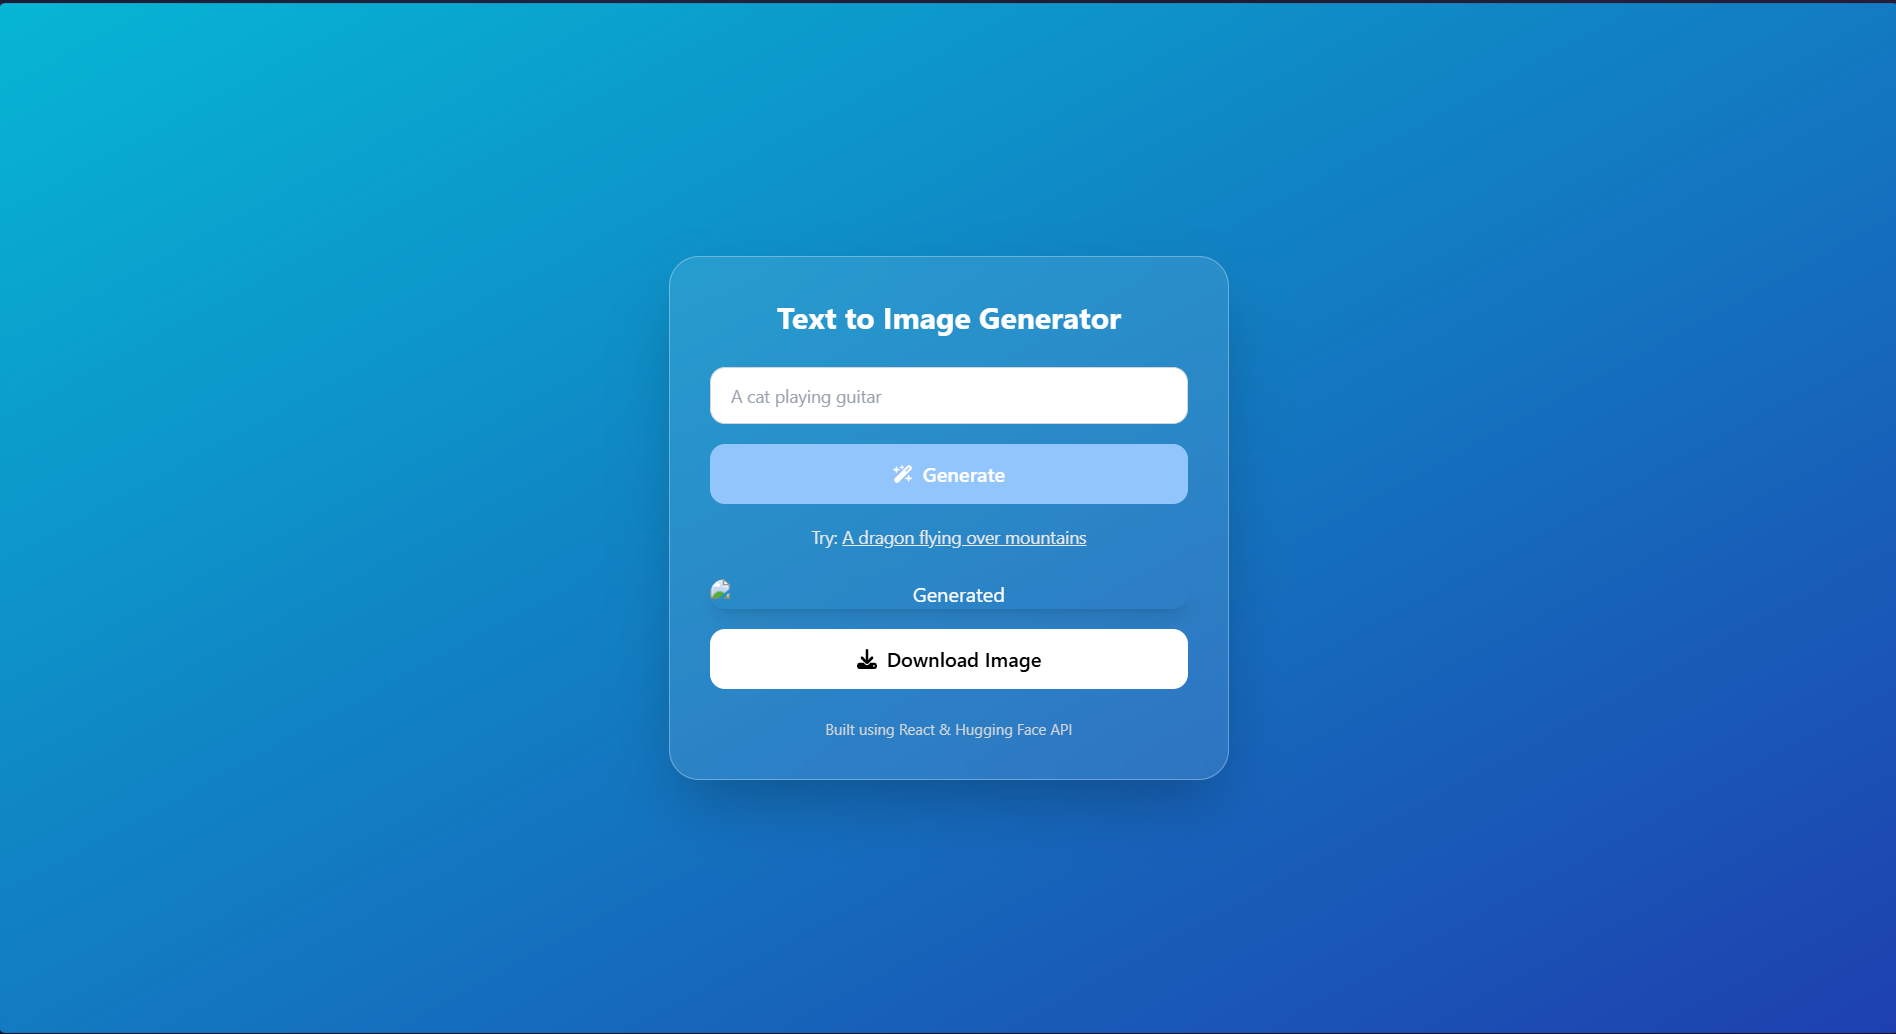 Text to Image Generator
A cat playing guitar
Generate
Try: A dragon flying over mountains
Generated
Download Image
Built using React & Hugging Face API